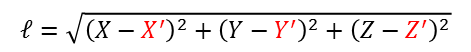 ℓ = √((X − X′)² + (Y − Y′)² + (Z − Z′)²)